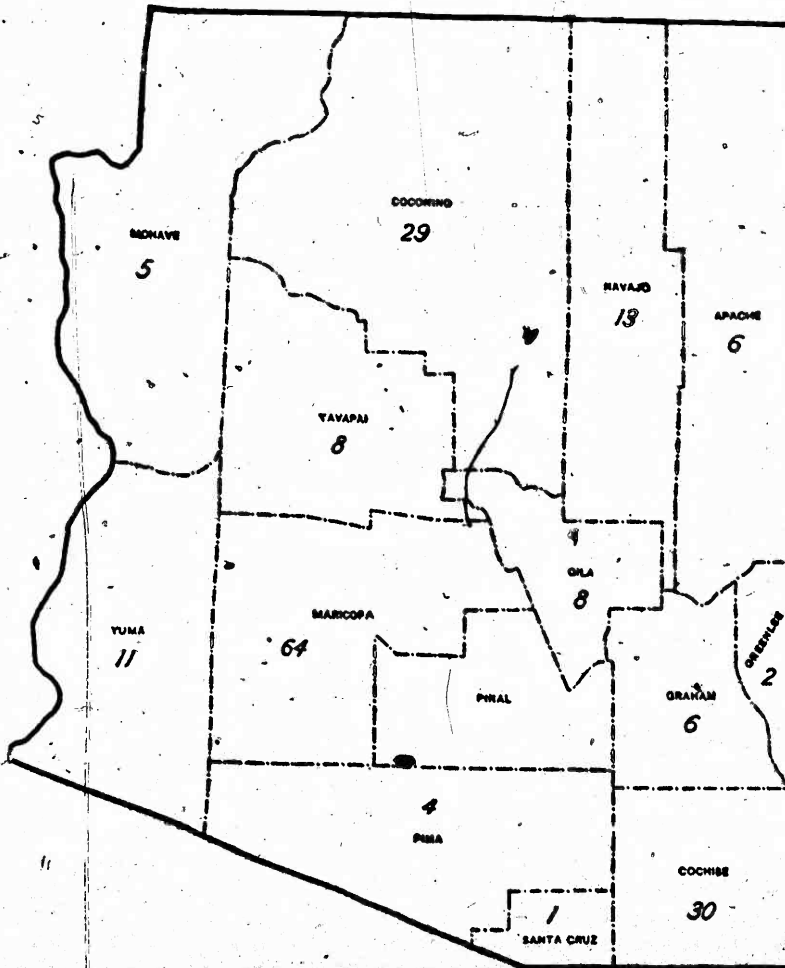 COCONINO
29
MOHAVE
5
NAVAJO
13
APACHE
6
YAVAPAI
8
GILA
8
MARICOPA
64
YUMA
11
GREENLEE
2
PINAL
GRAHAM
6
4
PIMA
COCHISE
30
1
SANTA CRUZ